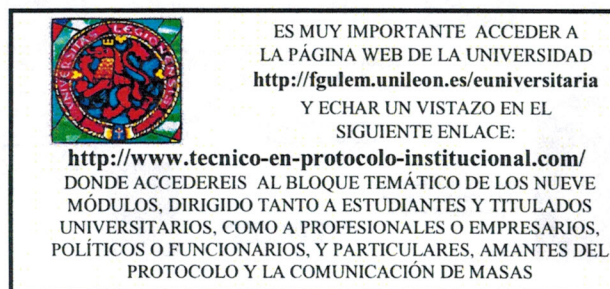 UNIVERSITAS LEGIONENSIS
ES MUY IMPORTANTE ACCEDER A
LA PÁGINA WEB DE LA UNIVERSIDAD
http://fgulem.unileon.es/euniversitaria
Y ECHAR UN VISTAZO EN EL
SIGUIENTE ENLACE:
http://www.tecnico-en-protocolo-institucional.com/
DONDE ACCEDEREIS AL BLOQUE TEMÁTICO DE LOS NUEVE
MÓDULOS, DIRIGIDO TANTO A ESTUDIANTES Y TITULADOS
UNIVERSITARIOS, COMO A PROFESIONALES O EMPRESARIOS,
POLÍTICOS O FUNCIONARIOS, Y PARTICULARES, AMANTES DEL
PROTOCOLO Y LA COMUNICACIÓN DE MASAS